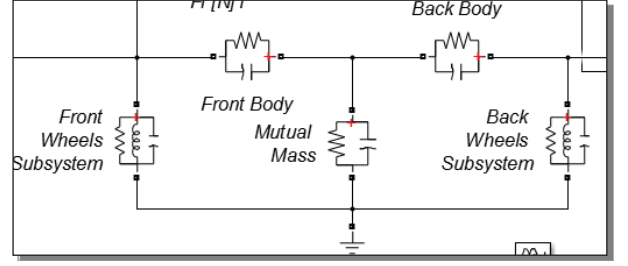 Back Body
Front Body
Front
Wheels
Subsystem
Mutual
Mass
Back
Wheels
Subsystem